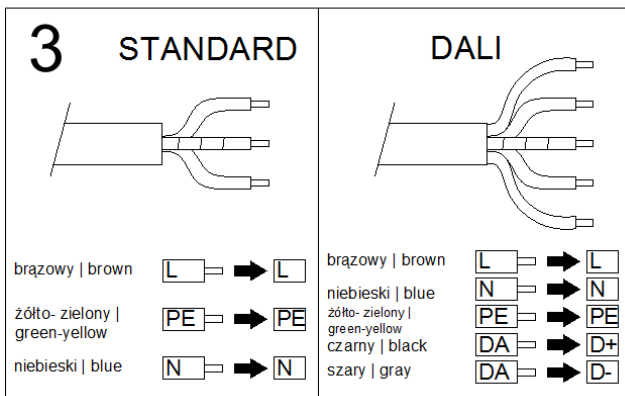 3 STANDARD
brązowy | brown L L
żółto- zielony |
green-yellow PE PE
niebieski | blue N N
DALI
brązowy | brown L L
niebieski | blue N N
żółto- zielony |
green-yellow PE PE
czarny | black DA D+
szary | gray DA D-